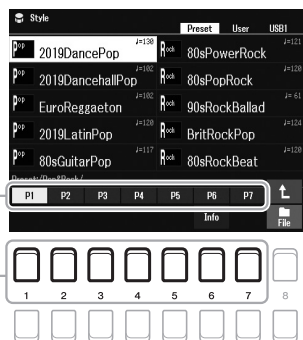 Style
Preset User USB1
Pop 2019DancePop ♩=130
Rock 80sPowerRock ♩=121
Pop 2019DancehallPop ♩=102
Rock 80sPopRock ♩=120
Pop EuroReggaeton ♩=102
Rock 90sRockBallad ♩= 61
Pop 2019LatinPop ♩=120
Rock BritRockPop ♩=124
Pop 80sGuitarPop ♩=117
Rock 80sRockBeat ♩=120
Preset:/Pop&Rock/
P1 P2 P3 P4 P5 P6 P7
Info
File
1 2 3 4 5 6 7 8